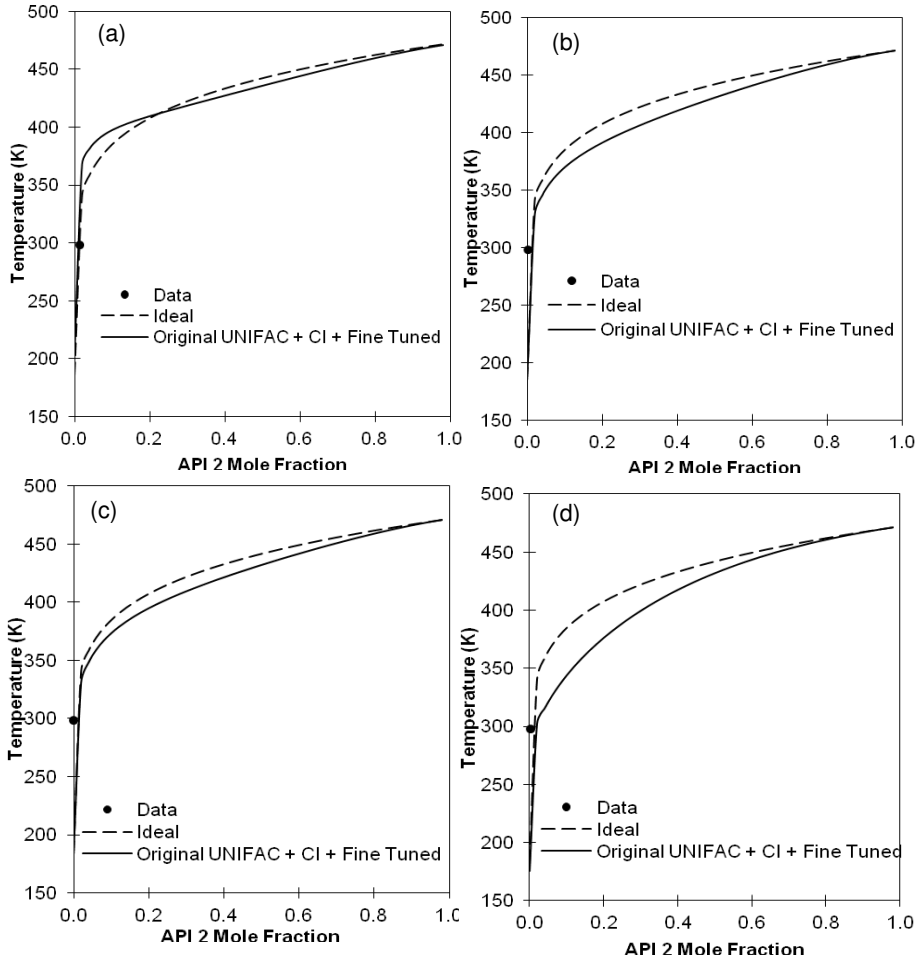 (a)
500
450
400
350
300
250
200
150
Temperature (K)
Data
Ideal
Original UNIFAC + CI + Fine Tuned
0.0 0.2 0.4 0.6 0.8 1.0
API 2 Mole Fraction
(b)
500
450
400
350
300
250
200
150
Temperature (K)
Data
Ideal
Original UNIFAC + CI + Fine Tuned
0.0 0.2 0.4 0.6 0.8 1.0
API 2 Mole Fraction
(c)
500
450
400
350
300
250
200
150
Temperature (K)
Data
Ideal
Original UNIFAC + CI + Fine Tuned
0.0 0.2 0.4 0.6 0.8 1.0
API 2 Mole Fraction
(d)
500
450
400
350
300
250
200
150
Temperature (K)
Data
Ideal
Original UNIFAC + CI + Fine Tuned
0.0 0.2 0.4 0.6 0.8 1.0
API 2 Mole Fraction